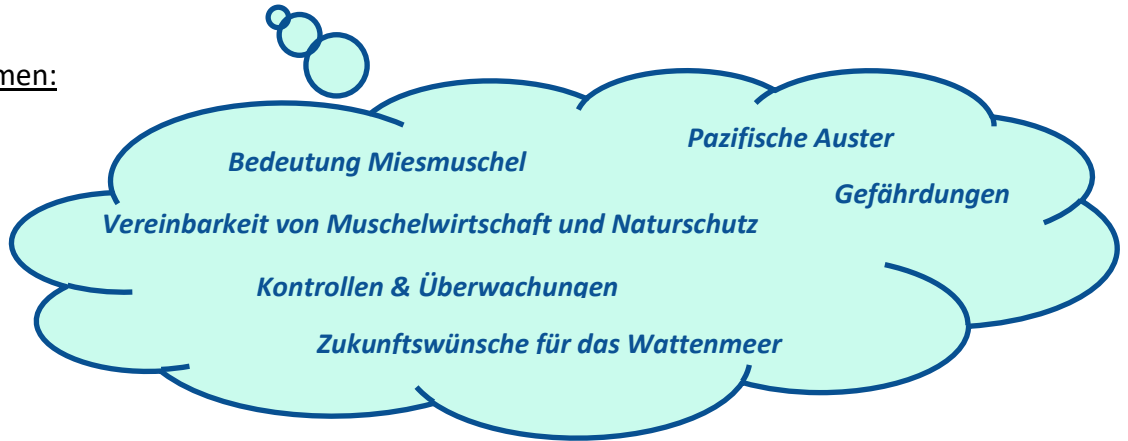 men:
Pazifische Auster
Bedeutung Miesmuschel
Gefährdungen
Vereinbarkeit von Muschelwirtschaft und Naturschutz
Kontrollen & Überwachungen
Zukunftswünsche für das Wattenmeer